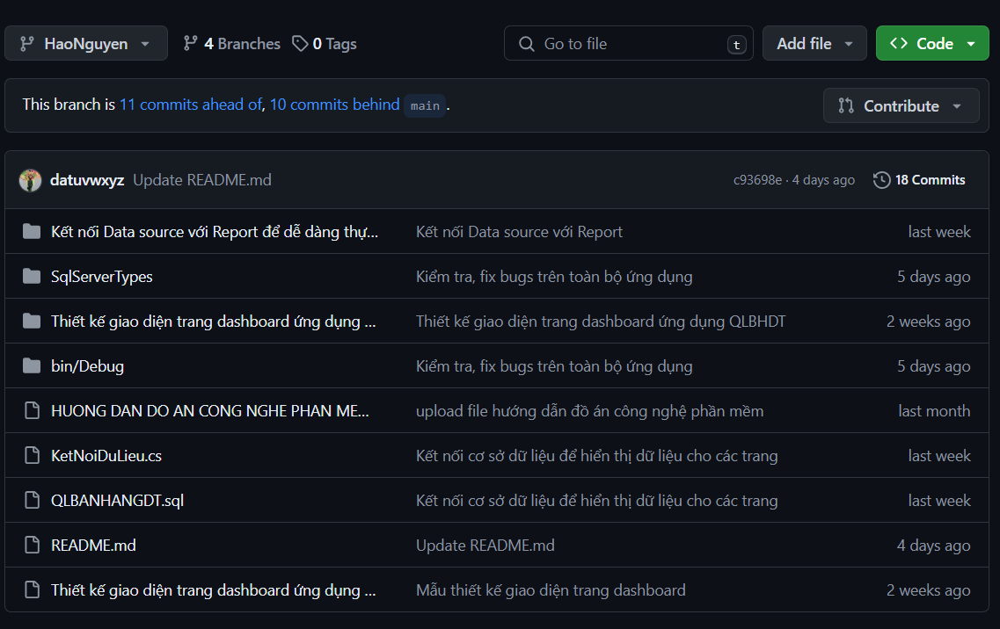 HaoNguyen 4 Branches 0 Tags Go to file t Add file Code
This branch is 11 commits ahead of, 10 commits behind main . Contribute
datuvwxyz Update README.md c93698e · 4 days ago 18 Commits
Kết nối Data source với Report để dễ dàng thự... Kết nối Data source với Report last week
SqlServerTypes Kiểm tra, fix bugs trên toàn bộ ứng dụng 5 days ago
Thiết kế giao diện trang dashboard ứng dụng ... Thiết kế giao diện trang dashboard ứng dụng QLBHDT 2 weeks ago
bin/Debug Kiểm tra, fix bugs trên toàn bộ ứng dụng 5 days ago
HUONG DAN DO AN CONG NGHE PHAN ME... upload file hướng dẫn đồ án công nghệ phần mềm last month
KetNoiDuLieu.cs Kết nối cơ sở dữ liệu để hiển thị dữ liệu cho các trang last week
QLBANHANGDT.sql Kết nối cơ sở dữ liệu để hiển thị dữ liệu cho các trang last week
README.md Update README.md 4 days ago
Thiết kế giao diện trang dashboard ứng dụng ... Mẫu thiết kế giao diện trang dashboard 2 weeks ago